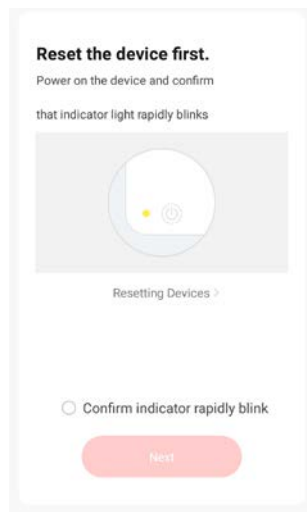 Reset the device first.
Power on the device and confirm
that indicator light rapidly blinks
Resetting Devices >
Confirm indicator rapidly blink
Next